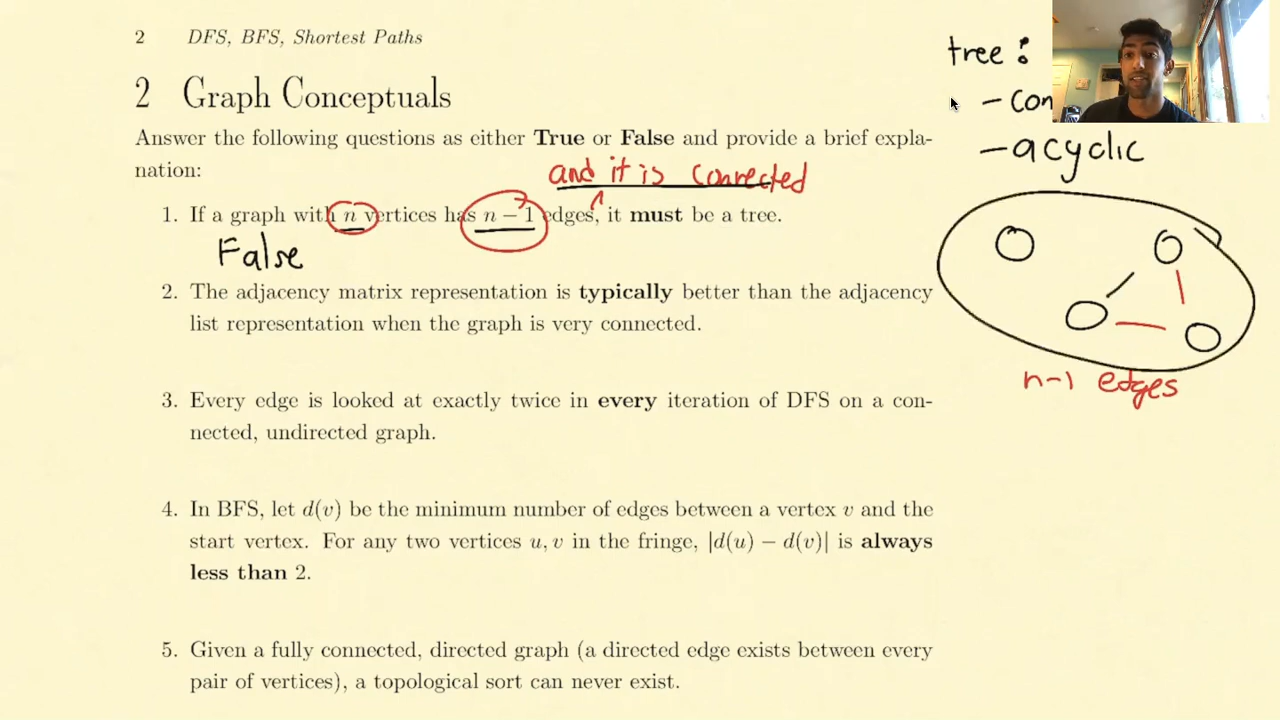 2 DFS, BFS, Shortest Paths
2 Graph Conceptuals
Answer the following questions as either True or False and provide a brief expla-
nation:
and it is connected
1. If a graph with n vertices has n − 1 edges, it must be a tree.
False
2. The adjacency matrix representation is typically better than the adjacency
list representation when the graph is very connected.
3. Every edge is looked at exactly twice in every iteration of DFS on a con-
nected, undirected graph.
4. In BFS, let d(v) be the minimum number of edges between a vertex v and the
start vertex. For any two vertices u, v in the fringe, |d(u) − d(v)| is always
less than 2.
5. Given a fully connected, directed graph (a directed edge exists between every
pair of vertices), a topological sort can never exist.
tree :
- con
- acyclic
n-1 edges